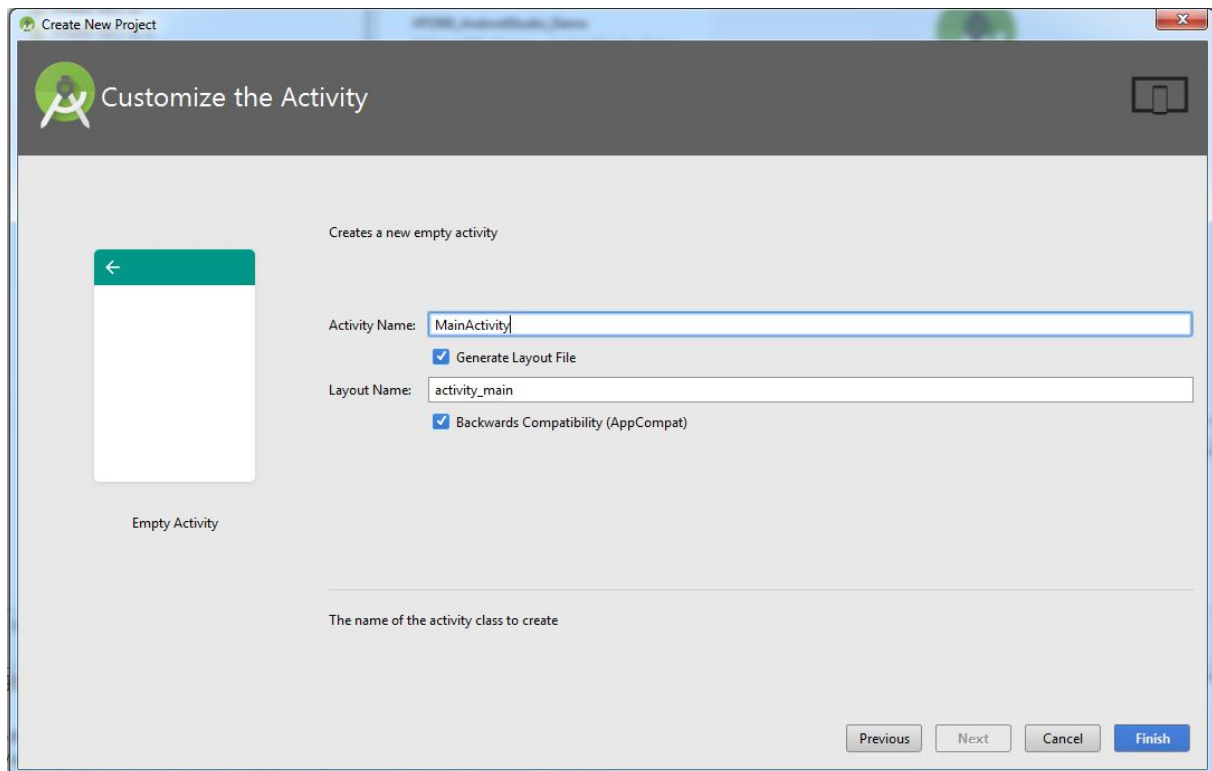 Create New Project
Customize the Activity
Creates a new empty activity
Activity Name: MainActivity
Generate Layout File
Layout Name: activity_main
Backwards Compatibility (AppCompat)
Empty Activity
The name of the activity class to create
Previous Next Cancel Finish